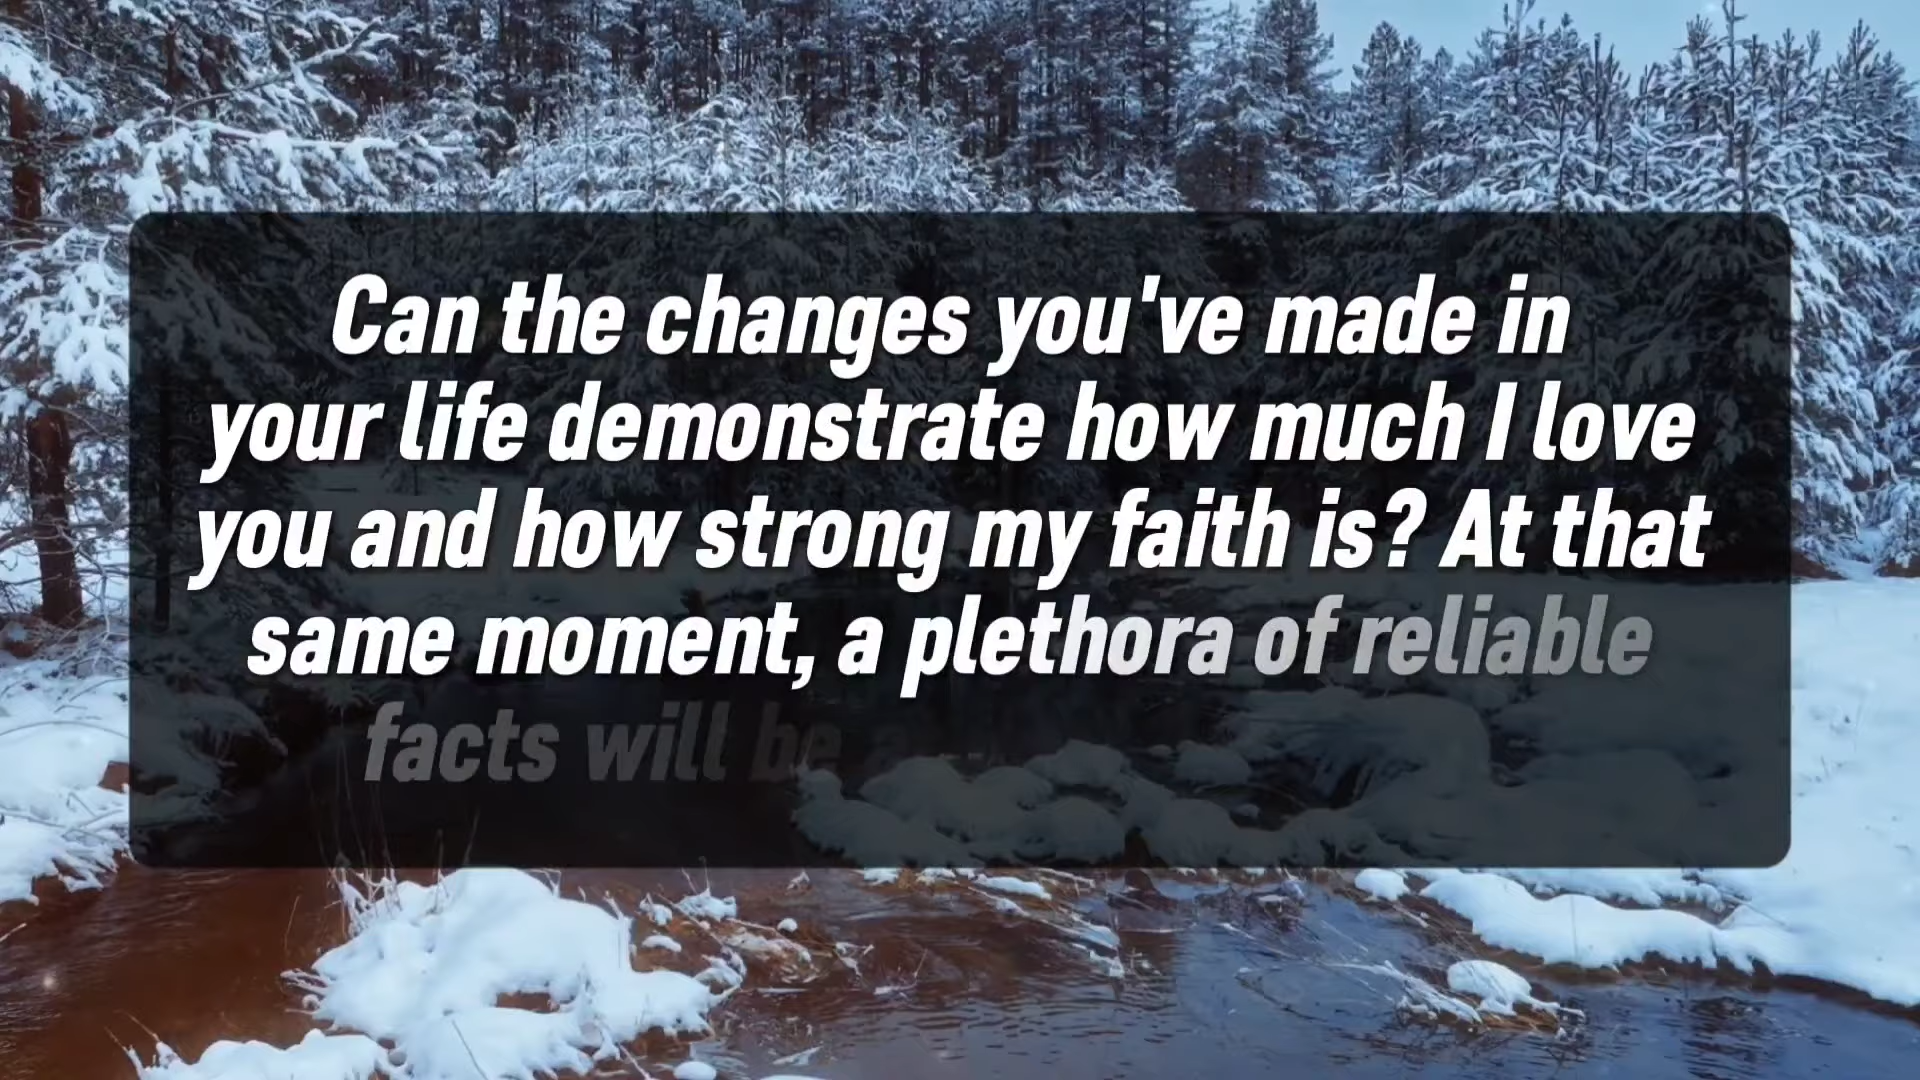 Can the changes you've made in
your life demonstrate how much I love
you and how strong my faith is? At that
same moment, a plethora of reliable
facts will be